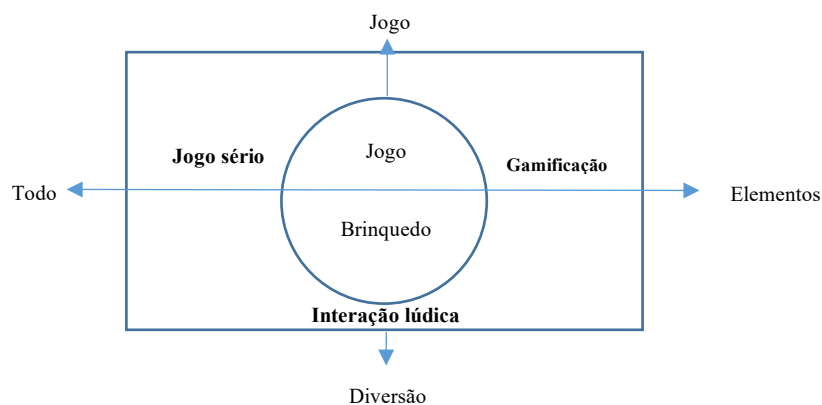 Jogo
Jogo sério
Jogo
Gamificação
Todo
Elementos
Brinquedo
Interação lúdica
Diversão